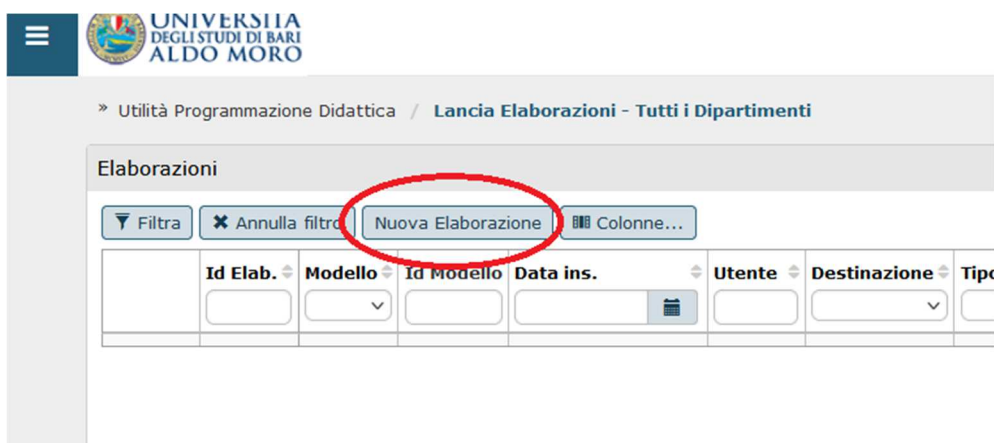 UNIVERSITÀ
DEGLI STUDI DI BARI
ALDO MORO
» Utilità Programmazione Didattica / Lancia Elaborazioni - Tutti i Dipartimenti
Elaborazioni
Filtra Annulla filtro Nuova Elaborazione Colonne...
Id Elab. Modello Id Modello Data ins. Utente Destinazione Tipo